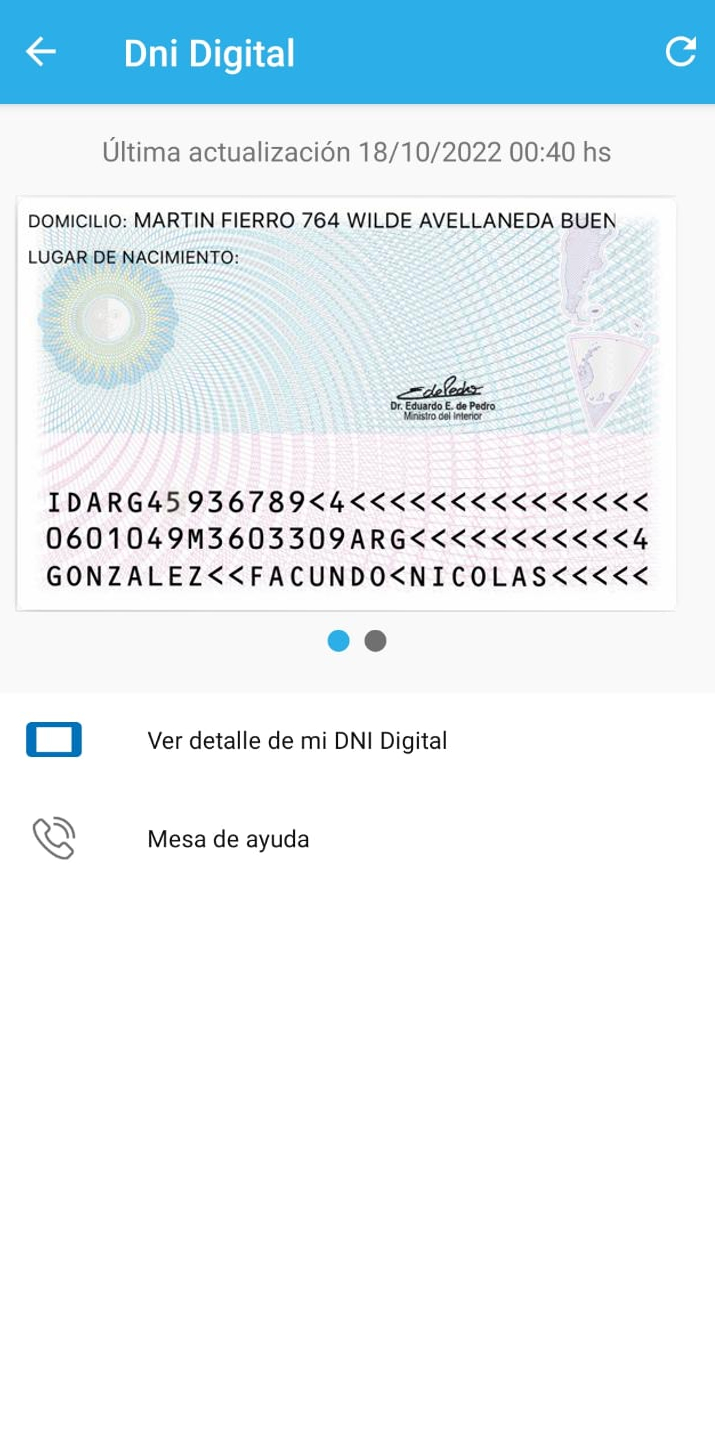 Dni Digital
Última actualización 18/10/2022 00:40 hs
DOMICILIO: MARTIN FIERRO 764 WILDE AVELLANEDA BUEN
LUGAR DE NACIMIENTO:
EdePedro
Dr. Eduardo E. de Pedro
Ministro del Interior
IDARG45936789<4<<<<<<<<<<<<<<<
0601049M3603309ARG<<<<<<<<<<<4
GONZALEZ<<FACUNDO<NICOLAS<<<<<
Ver detalle de mi DNI Digital
Mesa de ayuda